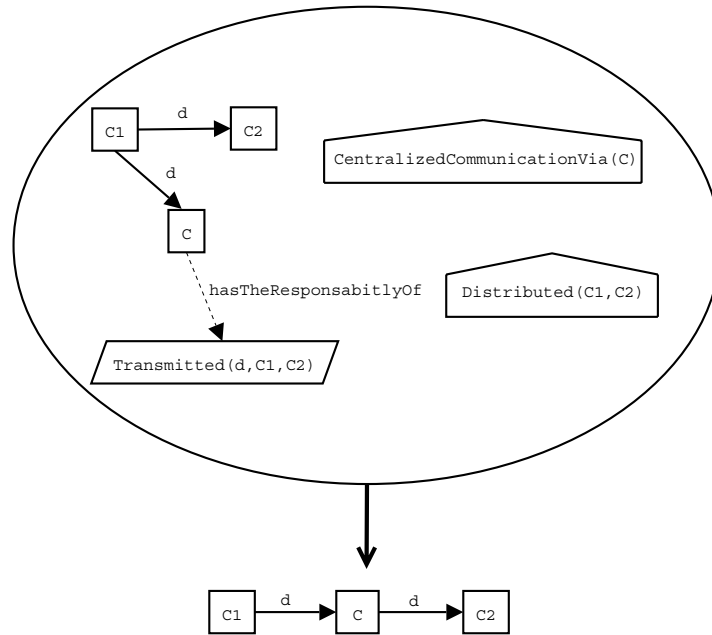 d
C1
C2
CentralizedCommunicationVia(C)
d
C
hasTheResponsabitlyOf
Distributed(C1,C2)
Transmitted(d,C1,C2)
d
d
C1
C
C2